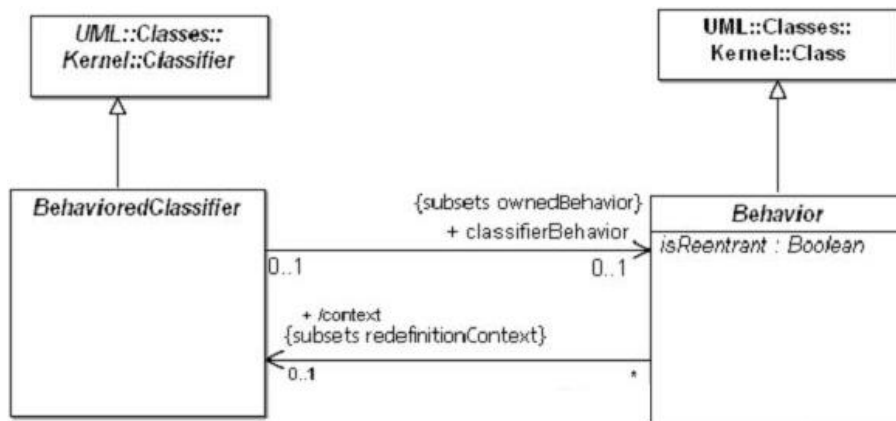 UML::Classes::
Kernel::Classifier
UML::Classes::
Kernel::Class
BehavioredClassifier
{subsets ownedBehavior}
+ classifierBehavior
0..1
0..1
Behavior
isReentrant : Boolean
+ /context
{subsets redefinitionContext}
0..1
*